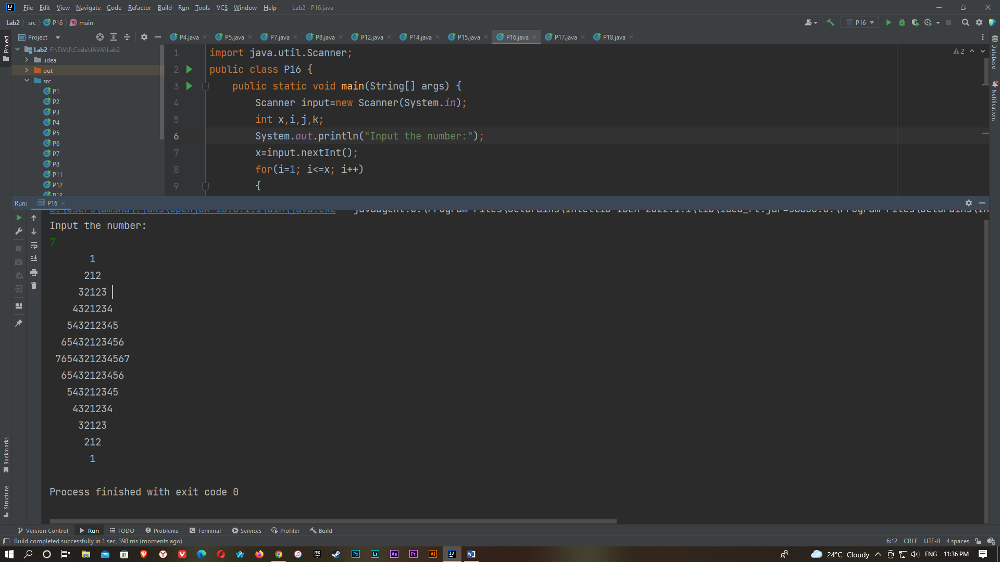 File Edit View Navigate Code Refactor Build Run Tools VCS Window Help Lab2 - P16.java
Lab2 src P16 main P16
Project
P4.java P5.java P7.java P8.java P12.java P14.java P15.java P16.java P17.java P18.java
Project
Lab2 F:\EWU\Code\JAVA\Lab2
.idea
out
src
P1
P2
P3
P4
P5
P6
P7
P8
P11
P12
P13
1 import java.util.Scanner;
2 public class P16 {
3 public static void main(String[] args) {
4 Scanner input=new Scanner(System.in);
5 int x,i,j,k;
6 System.out.println("Input the number:");
7 x=input.nextInt();
8 for(i=1; i<=x; i++)
9 {
2
Database
Notifications
Run: P16
Input the number:
7
1
212
32123
4321234
543212345
65432123456
7654321234567
65432123456
543212345
4321234
32123
212
1
Process finished with exit code 0
Bookmarks
Structure
Version Control Run TODO Problems Terminal Services Profiler Build
Build completed successfully in 1 sec, 398 ms (moments ago) 6:12 CRLF UTF-8 4 spaces
Ps Lr Ae Pr Ai IJ W 24°C Cloudy ENG 11:36 PM